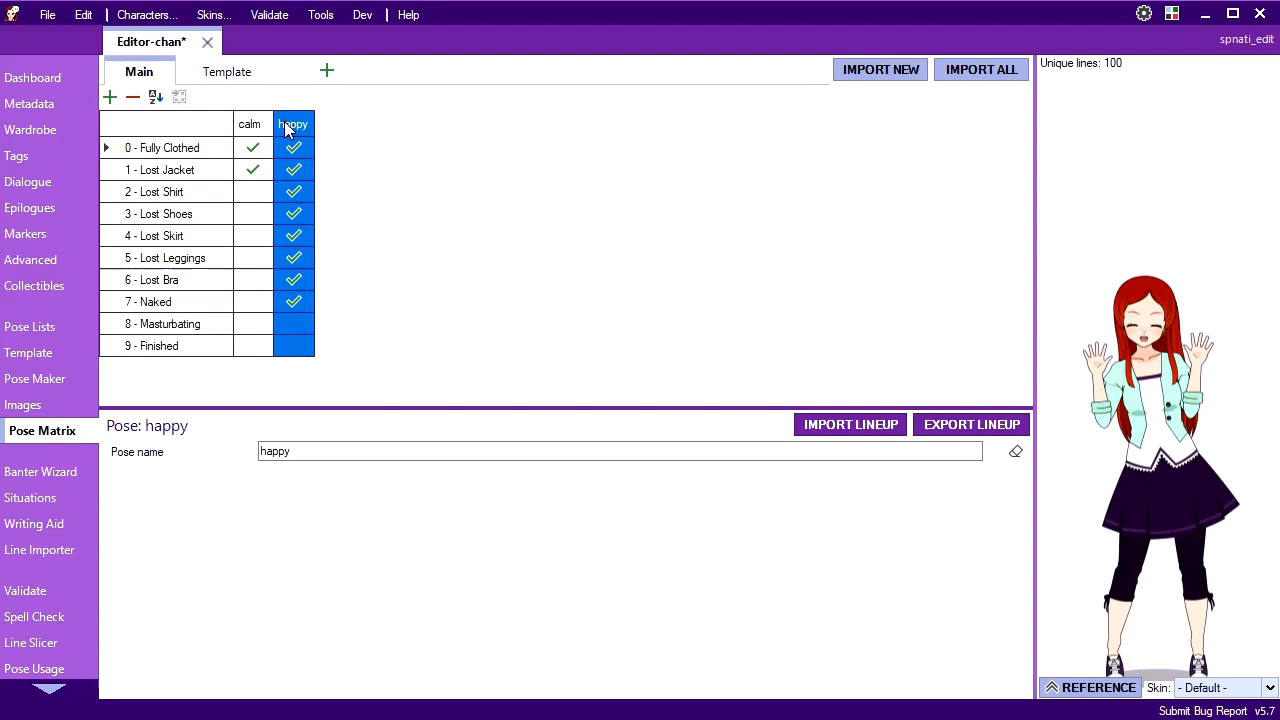 File Edit Characters... Skins... Validate Tools Dev Help
Editor-chan*
spnati_edit
Dashboard
Metadata
Wardrobe
Tags
Dialogue
Epilogues
Markers
Advanced
Collectibles
Pose Lists
Template
Pose Maker
Images
Pose Matrix
Banter Wizard
Situations
Writing Aid
Line Importer
Validate
Spell Check
Line Slicer
Pose Usage
Main Template
IMPORT NEW IMPORT ALL
calm happy
0 - Fully Clothed
1 - Lost Jacket
2 - Lost Shirt
3 - Lost Shoes
4 - Lost Skirt
5 - Lost Leggings
6 - Lost Bra
7 - Naked
8 - Masturbating
9 - Finished
Pose: happy
IMPORT LINEUP EXPORT LINEUP
Pose name happy
Unique lines: 100
REFERENCE Skin: - Default -
Submit Bug Report v5.7